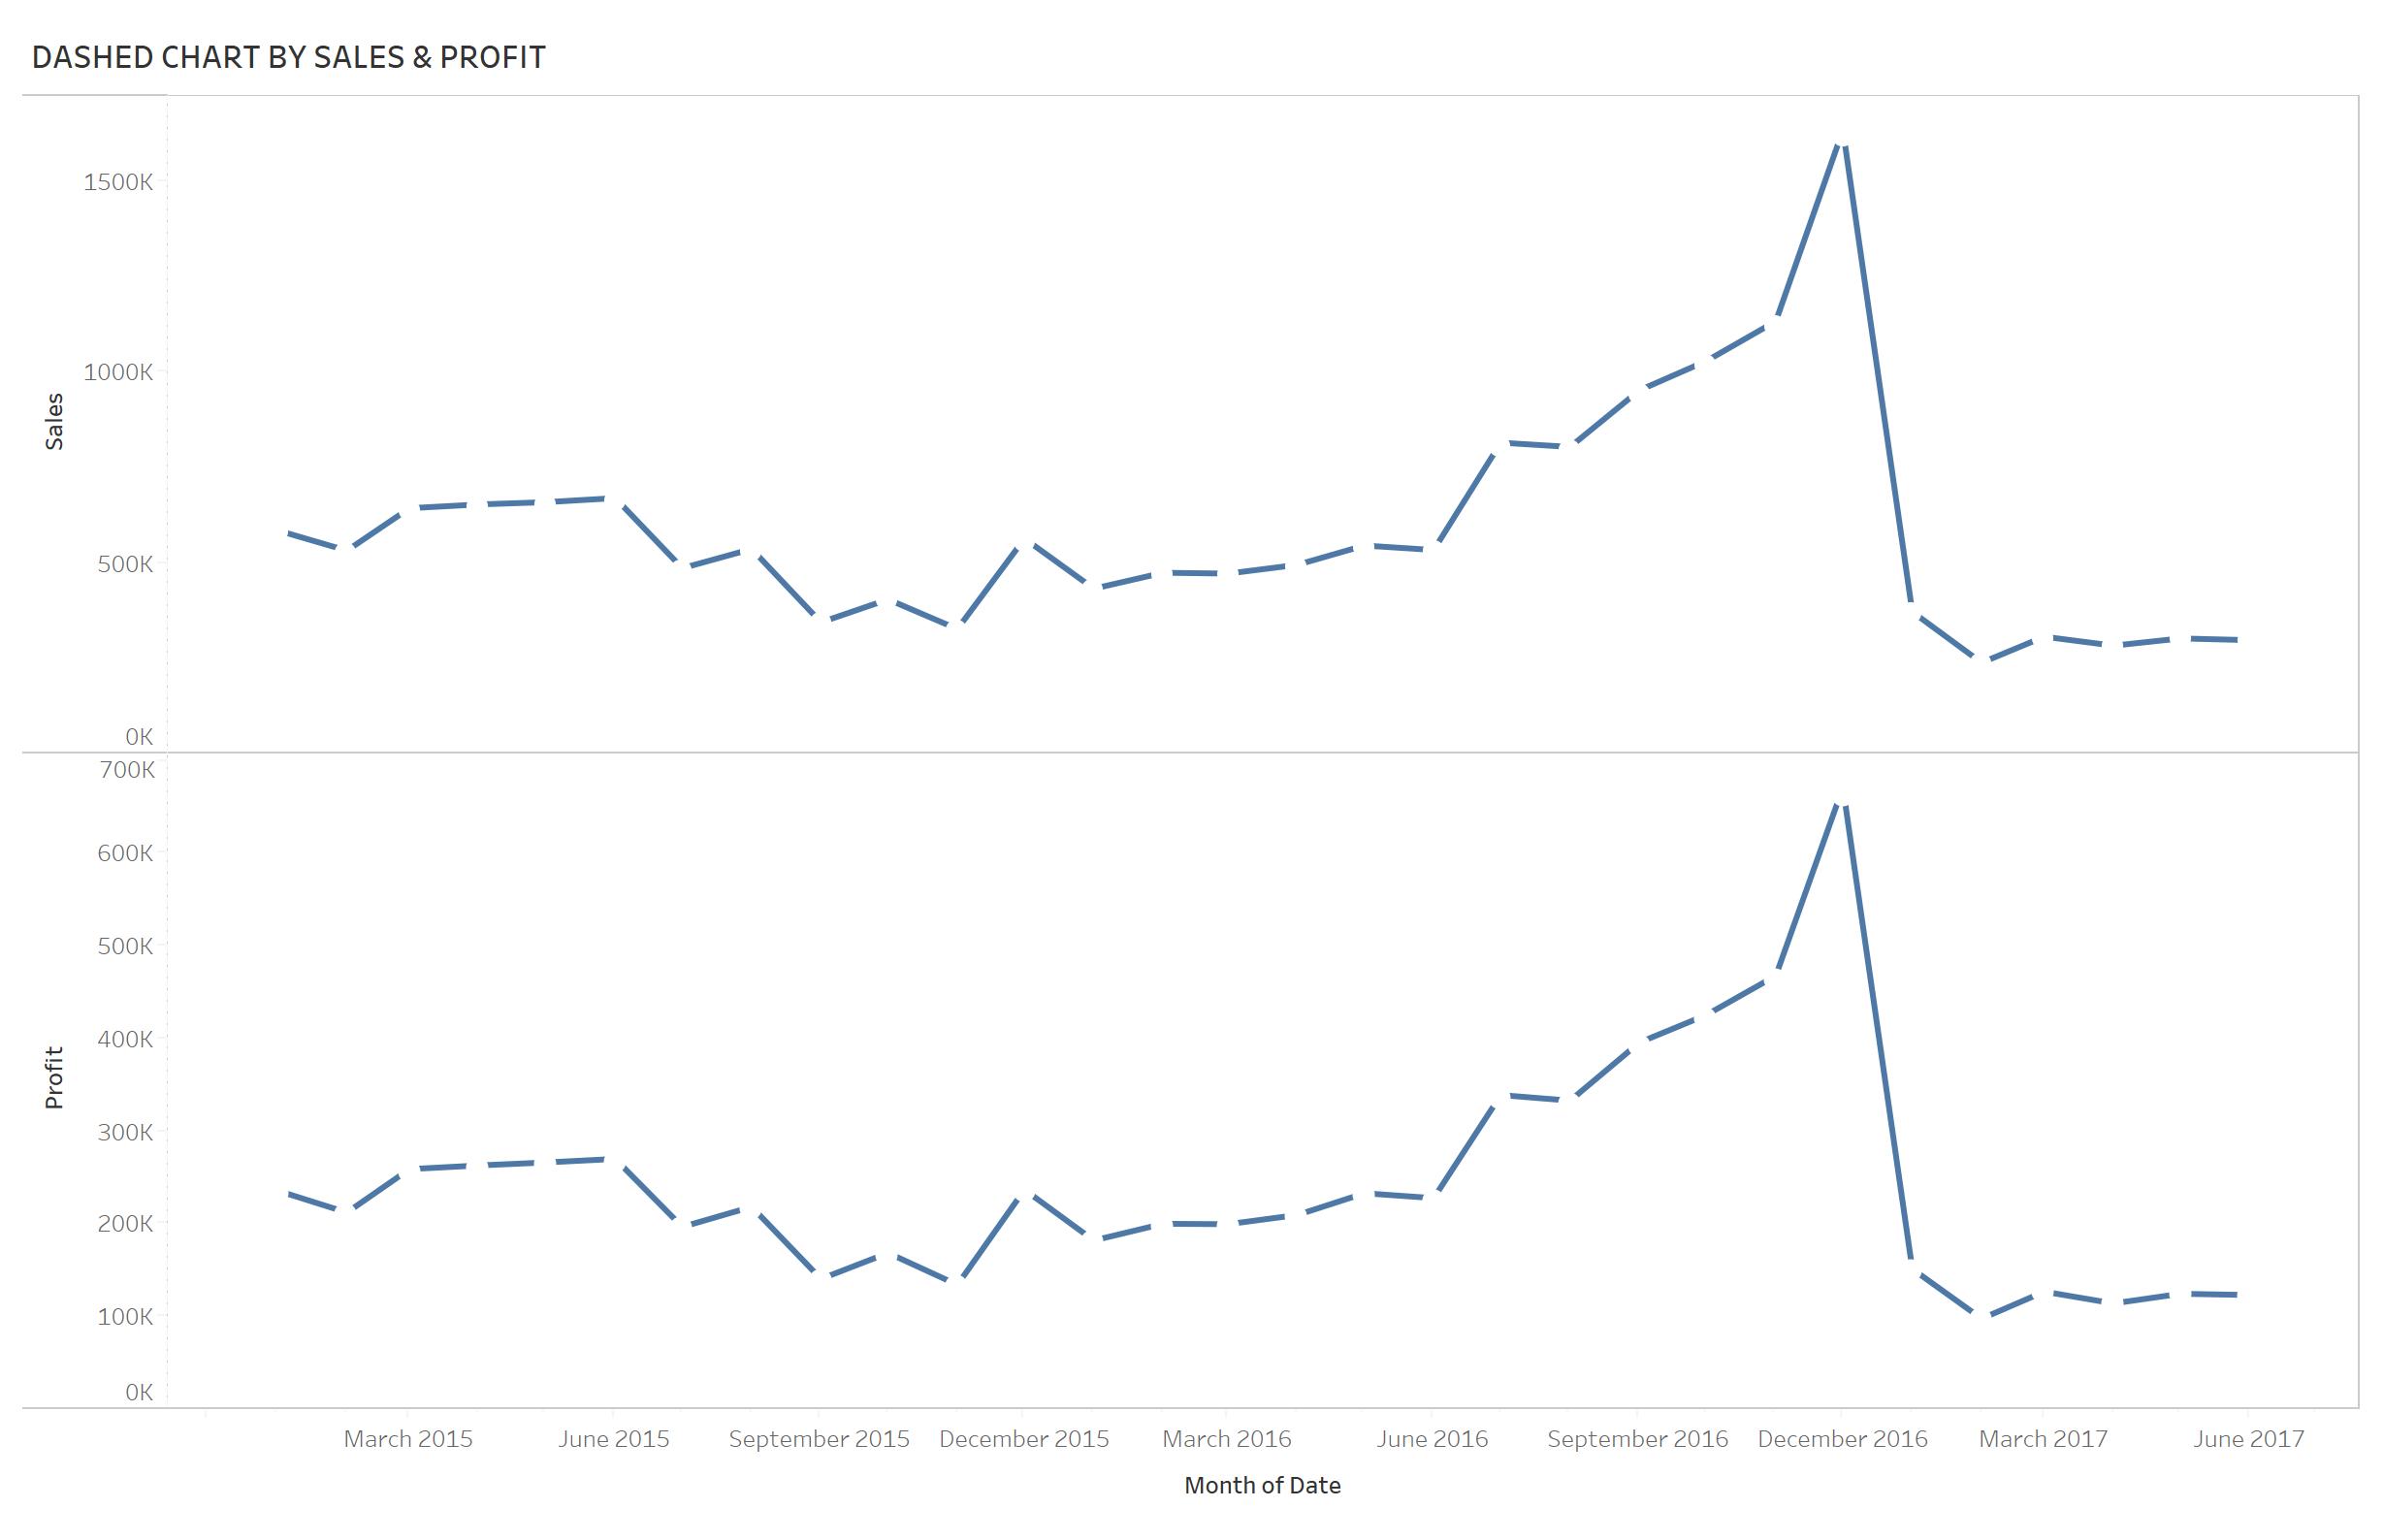 DASHED CHART BY SALES & PROFIT
1500K
1000K
Sales
500K
0K
700K
600K
500K
400K
Profit
300K
200K
100K
0K
March 2015 June 2015 September 2015 December 2015 March 2016 June 2016 September 2016 December 2016 March 2017 June 2017
Month of Date